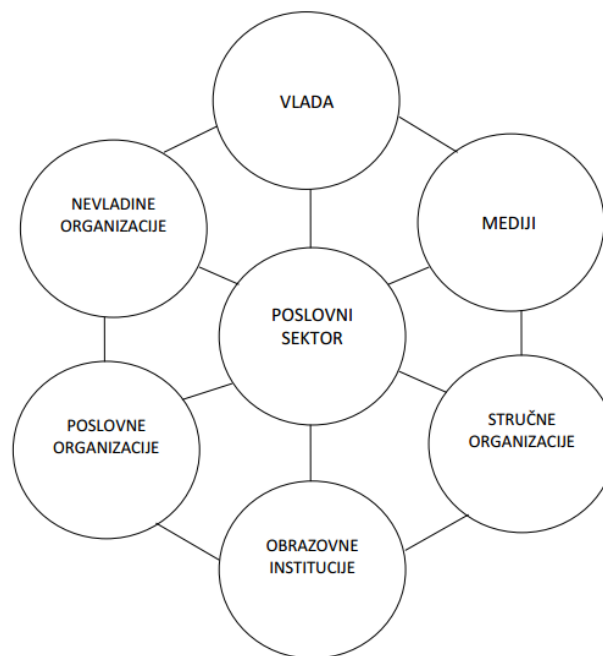 VLADA
NEVLADINE
ORGANIZACIJE
MEDIJI
POSLOVNI
SEKTOR
POSLOVNE
ORGANIZACIJE
STRUČNE
ORGANIZACIJE
OBRAZOVNE
INSTITUCIJE